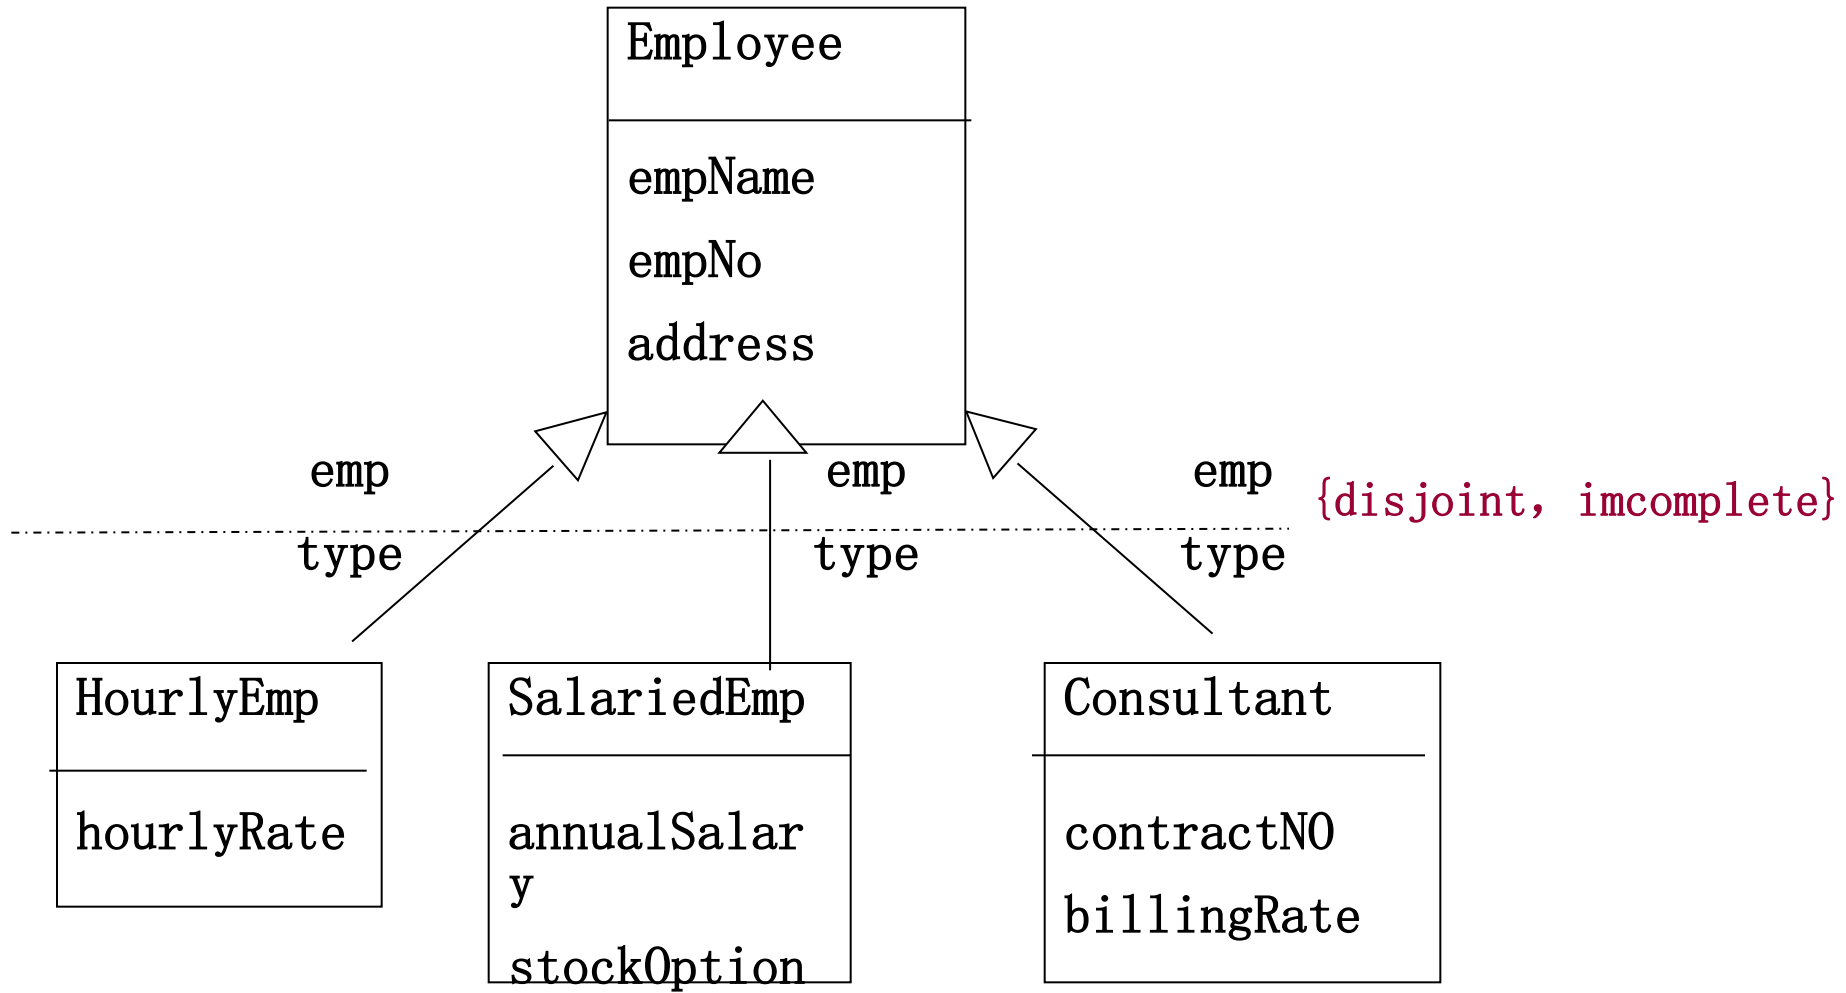 Employee
empName
empNo
address
emp
type
emp
type
emp
type
{disjoint, imcomplete}
HourlyEmp
hourlyRate
SalariedEmp
annualSalar
y
stockOption
Consultant
contractNO
billingRate